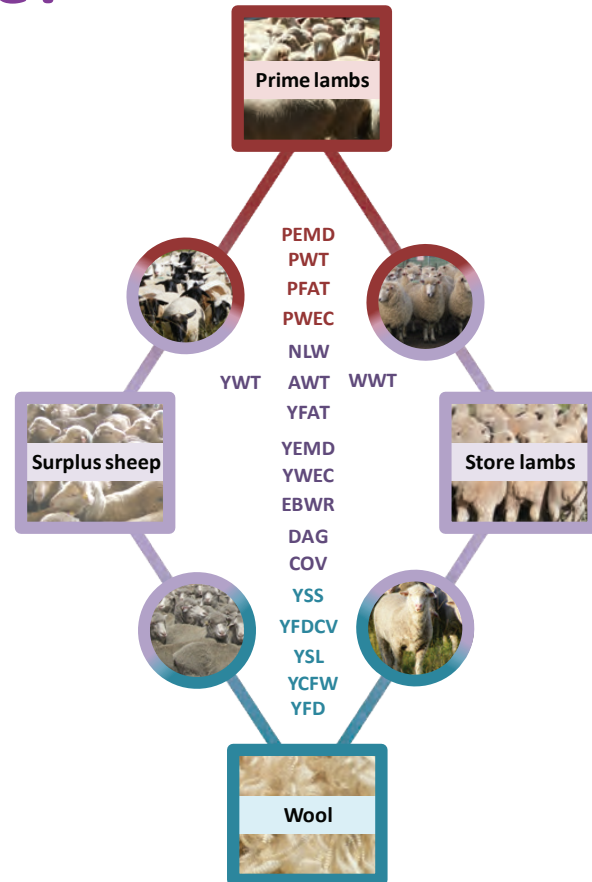 Prime lambs
PEMD
PWT
PFAT
PWEC
NLW
YWT AWT WWT
YFAT
Surplus sheep
Store lambs
YEMD
YWEC
EBWR
DAG
COV
YSS
YFDCV
YSL
YCFW
YFD
Wool